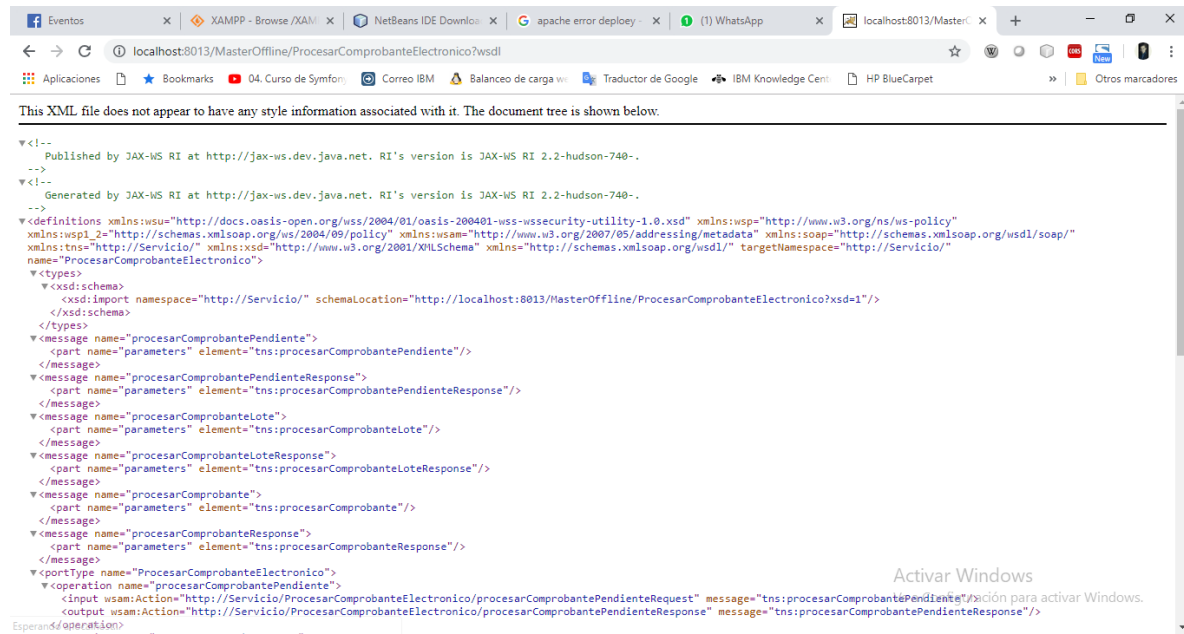 Eventos
XAMPP - Browse /XAM
NetBeans IDE Downloa
apache error deploey -
(1) WhatsApp
localhost:8013/MasterC
localhost:8013/MasterOffline/ProcesarComprobanteElectronico?wsdl
Aplicaciones
Bookmarks
04. Curso de Symfon
Correo IBM
Balanceo de carga w
Traductor de Google
IBM Knowledge Cent
HP BlueCarpet
»
Otros marcadores
CORS
New
This XML file does not appear to have any style information associated with it. The document tree is shown below.
▼<!--
Published by JAX-WS RI at http://jax-ws.dev.java.net. RI's version is JAX-WS RI 2.2-hudson-740-.
-->
▼<!--
Generated by JAX-WS RI at http://jax-ws.dev.java.net. RI's version is JAX-WS RI 2.2-hudson-740-.
-->
▼<definitions xmlns:wsu="http://docs.oasis-open.org/wss/2004/01/oasis-200401-wss-wssecurity-utility-1.0.xsd" xmlns:wsp="http://www.w3.org/ns/ws-policy"
xmlns:wsp1_2="http://schemas.xmlsoap.org/ws/2004/09/policy" xmlns:wsam="http://www.w3.org/2007/05/addressing/metadata" xmlns:soap="http://schemas.xmlsoap.org/wsdl/soap/"
xmlns:tns="http://Servicio/" xmlns:xsd="http://www.w3.org/2001/XMLSchema" xmlns="http://schemas.xmlsoap.org/wsdl/" targetNamespace="http://Servicio/"
name="ProcesarComprobanteElectronico">
▼<types>
▼<xsd:schema>
<xsd:import namespace="http://Servicio/" schemaLocation="http://localhost:8013/MasterOffline/ProcesarComprobanteElectronico?xsd=1"/>
</xsd:schema>
</types>
▼<message name="procesarComprobantePendiente">
<part name="parameters" element="tns:procesarComprobantePendiente"/>
</message>
▼<message name="procesarComprobantePendienteResponse">
<part name="parameters" element="tns:procesarComprobantePendienteResponse"/>
</message>
▼<message name="procesarComprobanteLote">
<part name="parameters" element="tns:procesarComprobanteLote"/>
</message>
▼<message name="procesarComprobanteLoteResponse">
<part name="parameters" element="tns:procesarComprobanteLoteResponse"/>
</message>
▼<message name="procesarComprobante">
<part name="parameters" element="tns:procesarComprobante"/>
</message>
▼<message name="procesarComprobanteResponse">
<part name="parameters" element="tns:procesarComprobanteResponse"/>
</message>
▼<portType name="ProcesarComprobanteElectronico">
▼<operation name="procesarComprobantePendiente">
<input wsam:Action="http://Servicio/ProcesarComprobanteElectronico/procesarComprobantePendienteRequest" message="tns:procesarComprobantePendiente"/>
<output wsam:Action="http://Servicio/ProcesarComprobanteElectronico/procesarComprobantePendienteResponse" message="tns:procesarComprobantePendienteResponse"/>
</operation>
Activar Windows
ación para activar Windows.